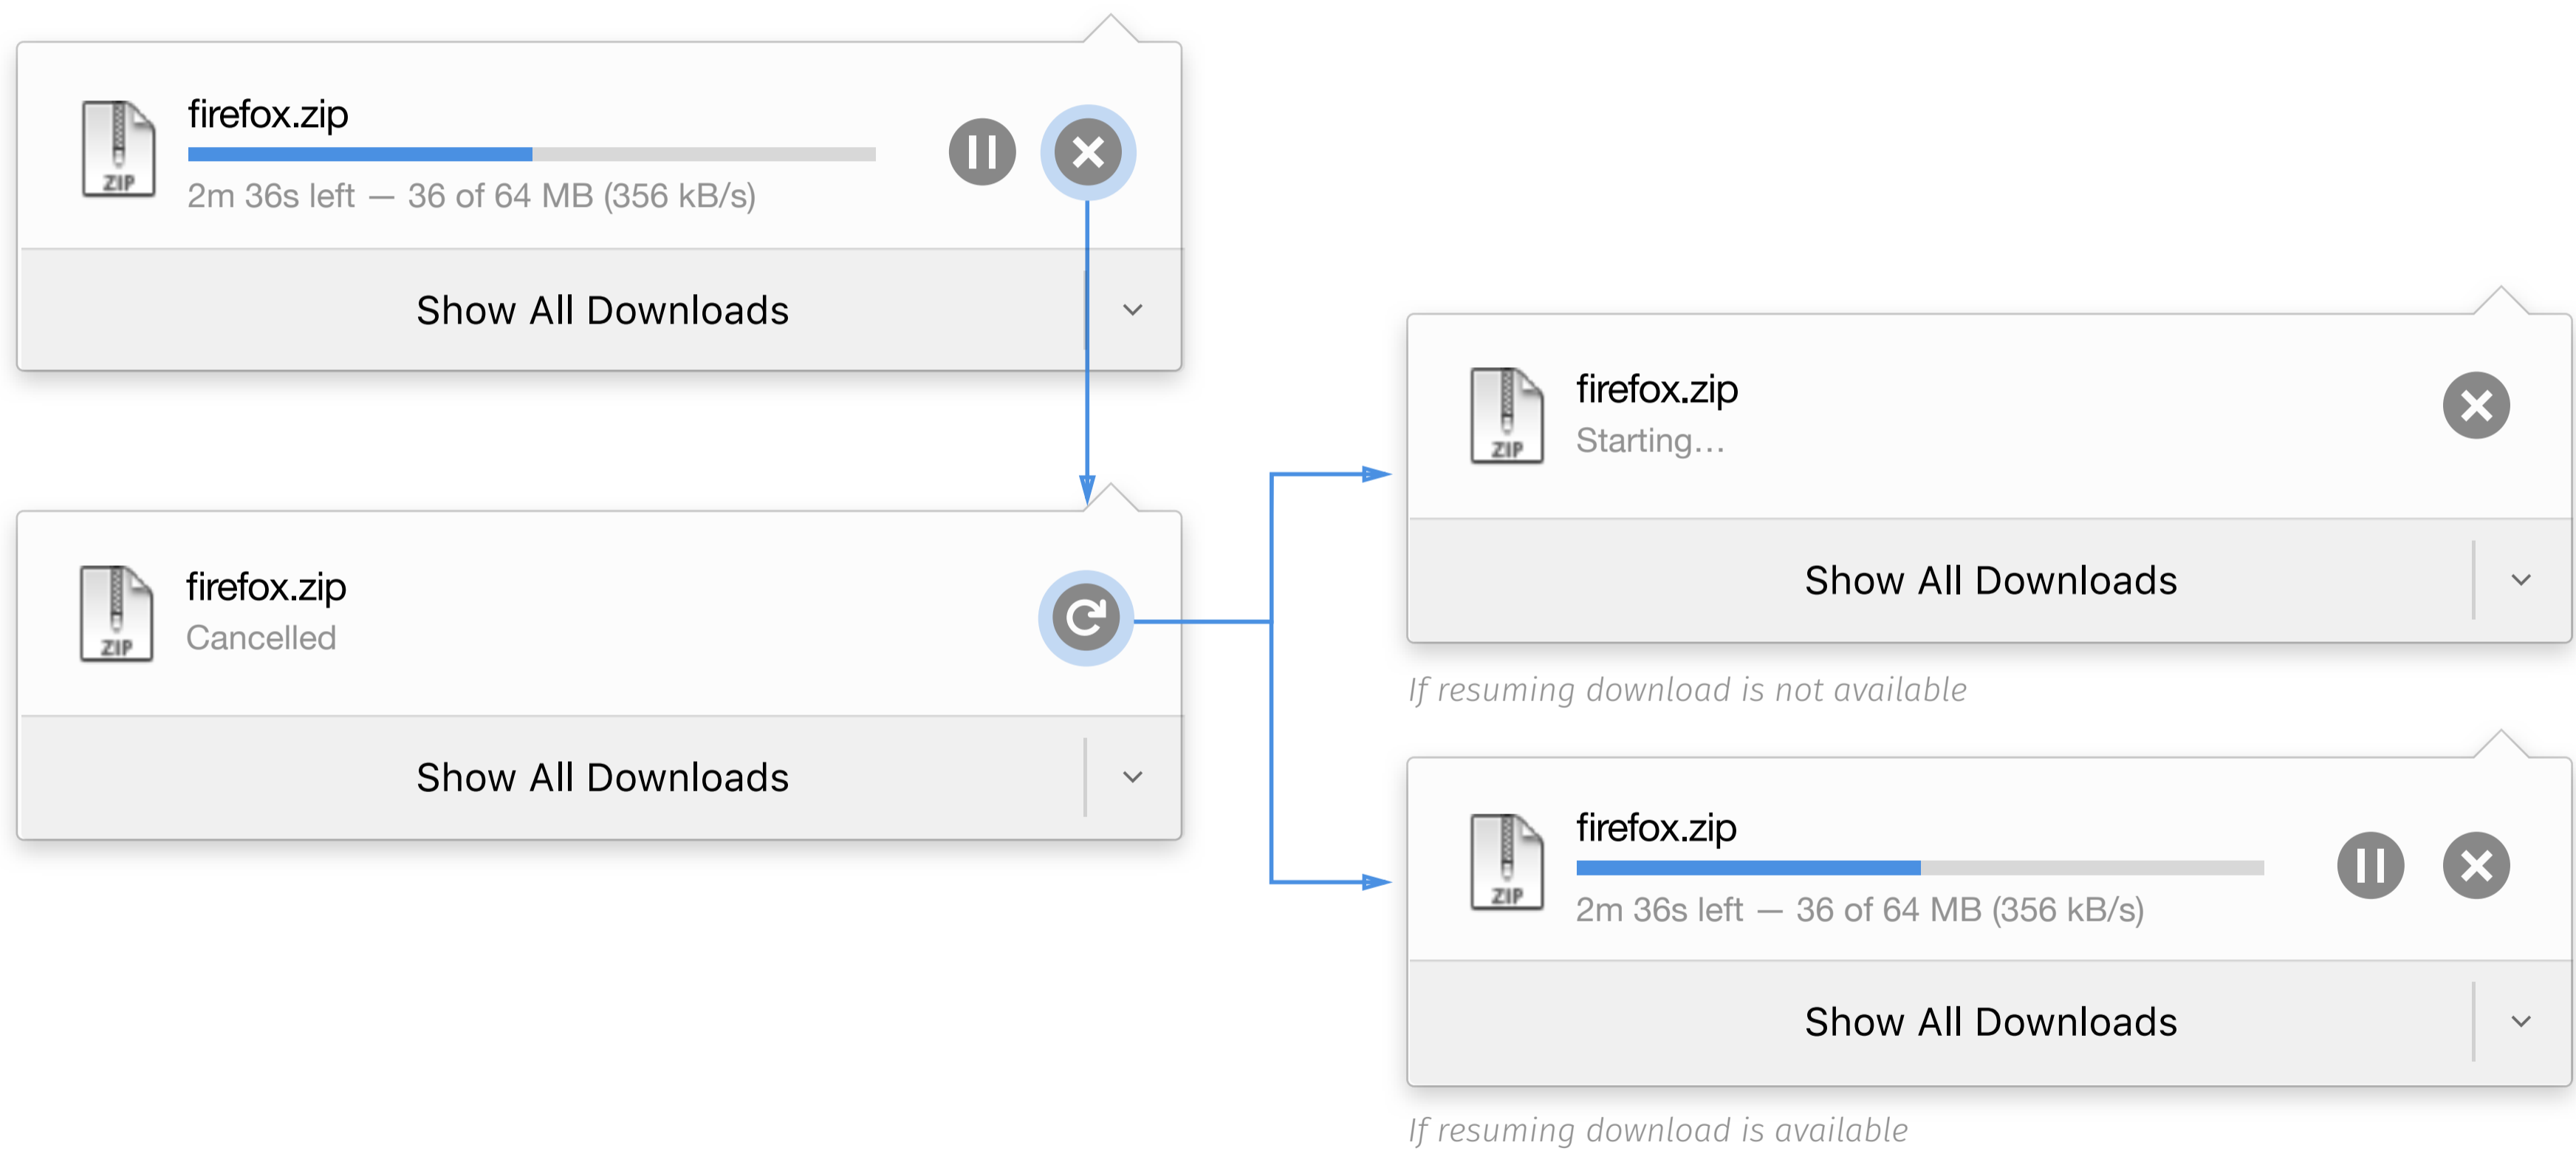 firefox.zip
ZIP
2m 36s left — 36 of 64 MB (356 kB/s)
Show All Downloads
firefox.zip
Cancelled
ZIP
Show All Downloads
firefox.zip
Starting...
ZIP
Show All Downloads
If resuming download is not available
firefox.zip
ZIP
2m 36s left — 36 of 64 MB (356 kB/s)
Show All Downloads
If resuming download is available